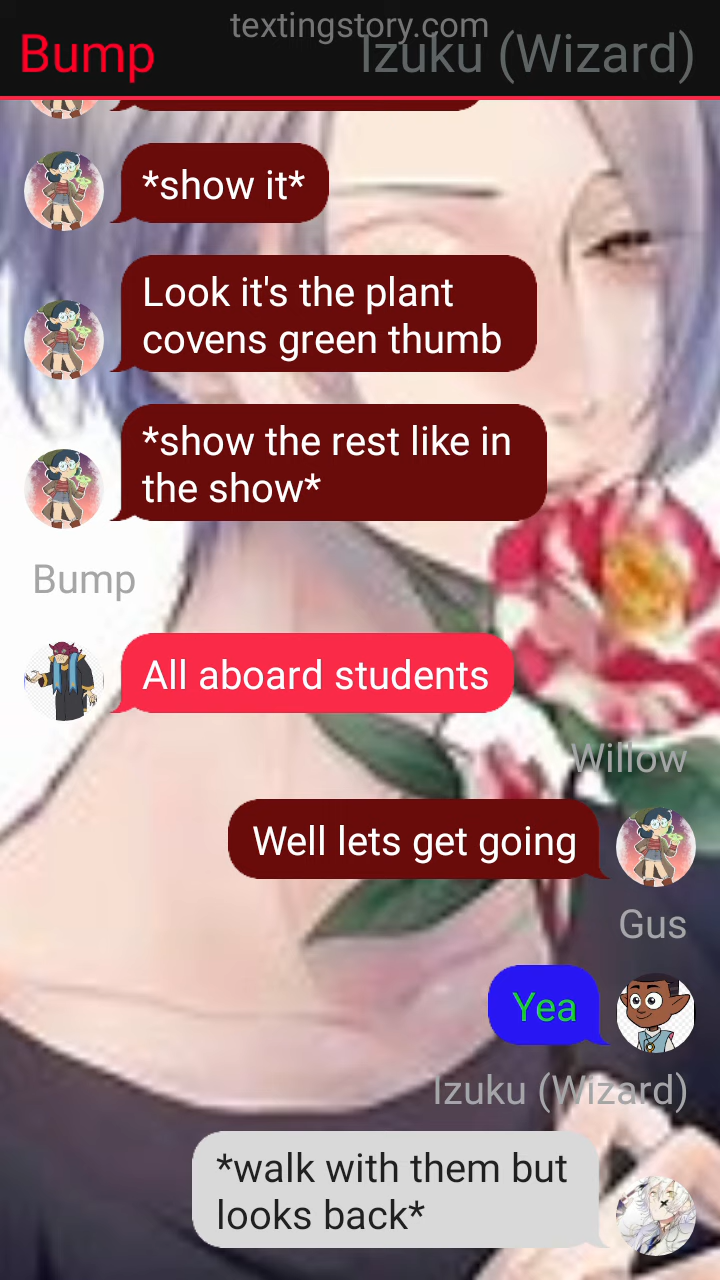 textingstory.com
Bump
Izuku (Wizard)
*show it*
Look it's the plant
covens green thumb
*show the rest like in
the show*
Bump
All aboard students
Willow
Well lets get going
Gus
Yea
Izuku (Wizard)
*walk with them but
looks back*